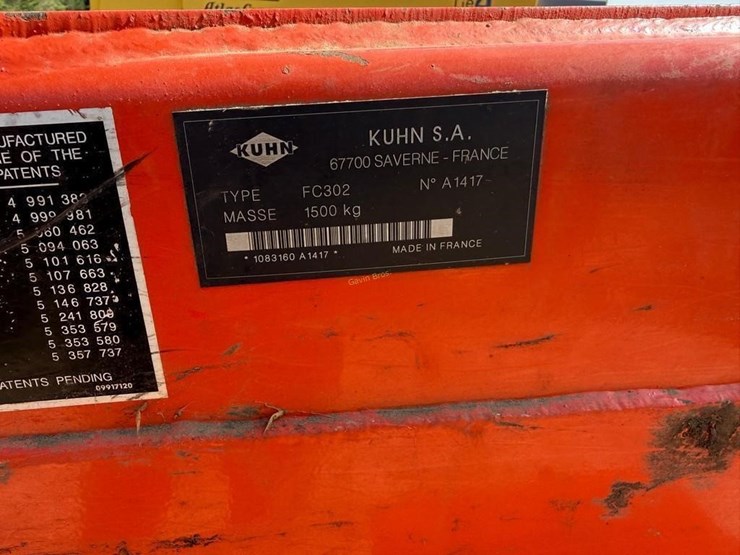 UFACTURED
E OF THE
PATENTS
4 991 38
4 999 981
5 060 462
5 094 063
5 101 616
5 107 663
5 136 828
5 146 737
5 241 80
5 353 579
5 353 580
5 357 737
ATENTS PENDING
09917120
KUHN
KUHN S.A.
67700 SAVERNE - FRANCE
TYPE FC302 N° A1417-
MASSE 1500 kg
* 1083160 A1417 * MADE IN FRANCE
Gavin Bros